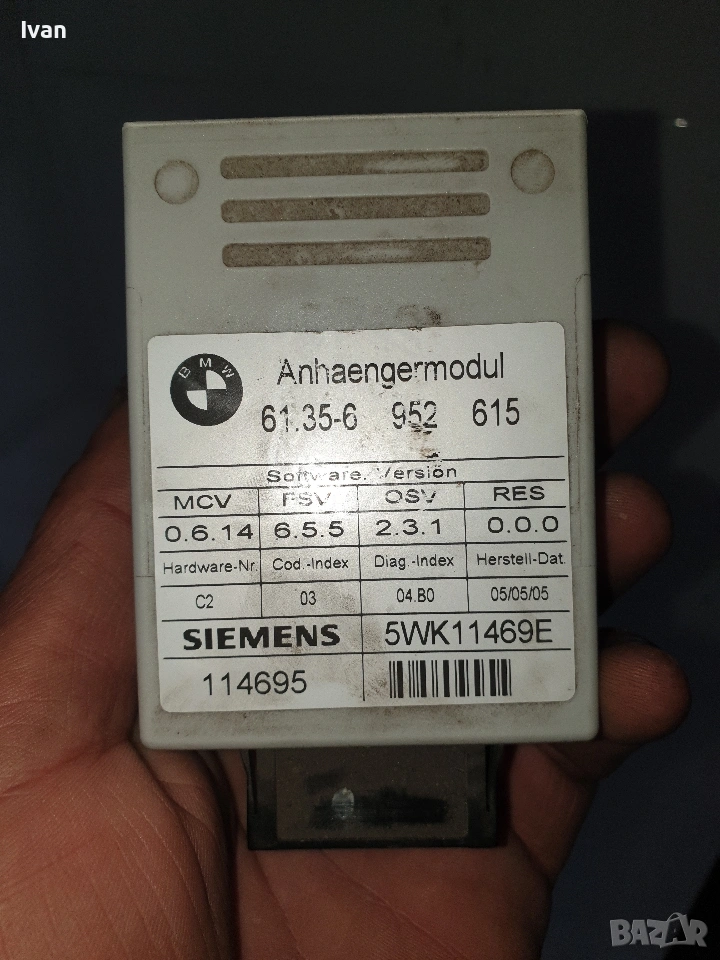 Ivan
BMW
Anhaengermodul
61.35-6 952 615
Software. Version
MCV FSV OSV RES
0.6.14 6.5.5 2.3.1 0.0.0
Hardware-Nr. Cod.-Index Diag.-Index Herstell-Dat.
C2 03 04.B0 05/05/05
SIEMENS 5WK11469E
114695
BAZAR